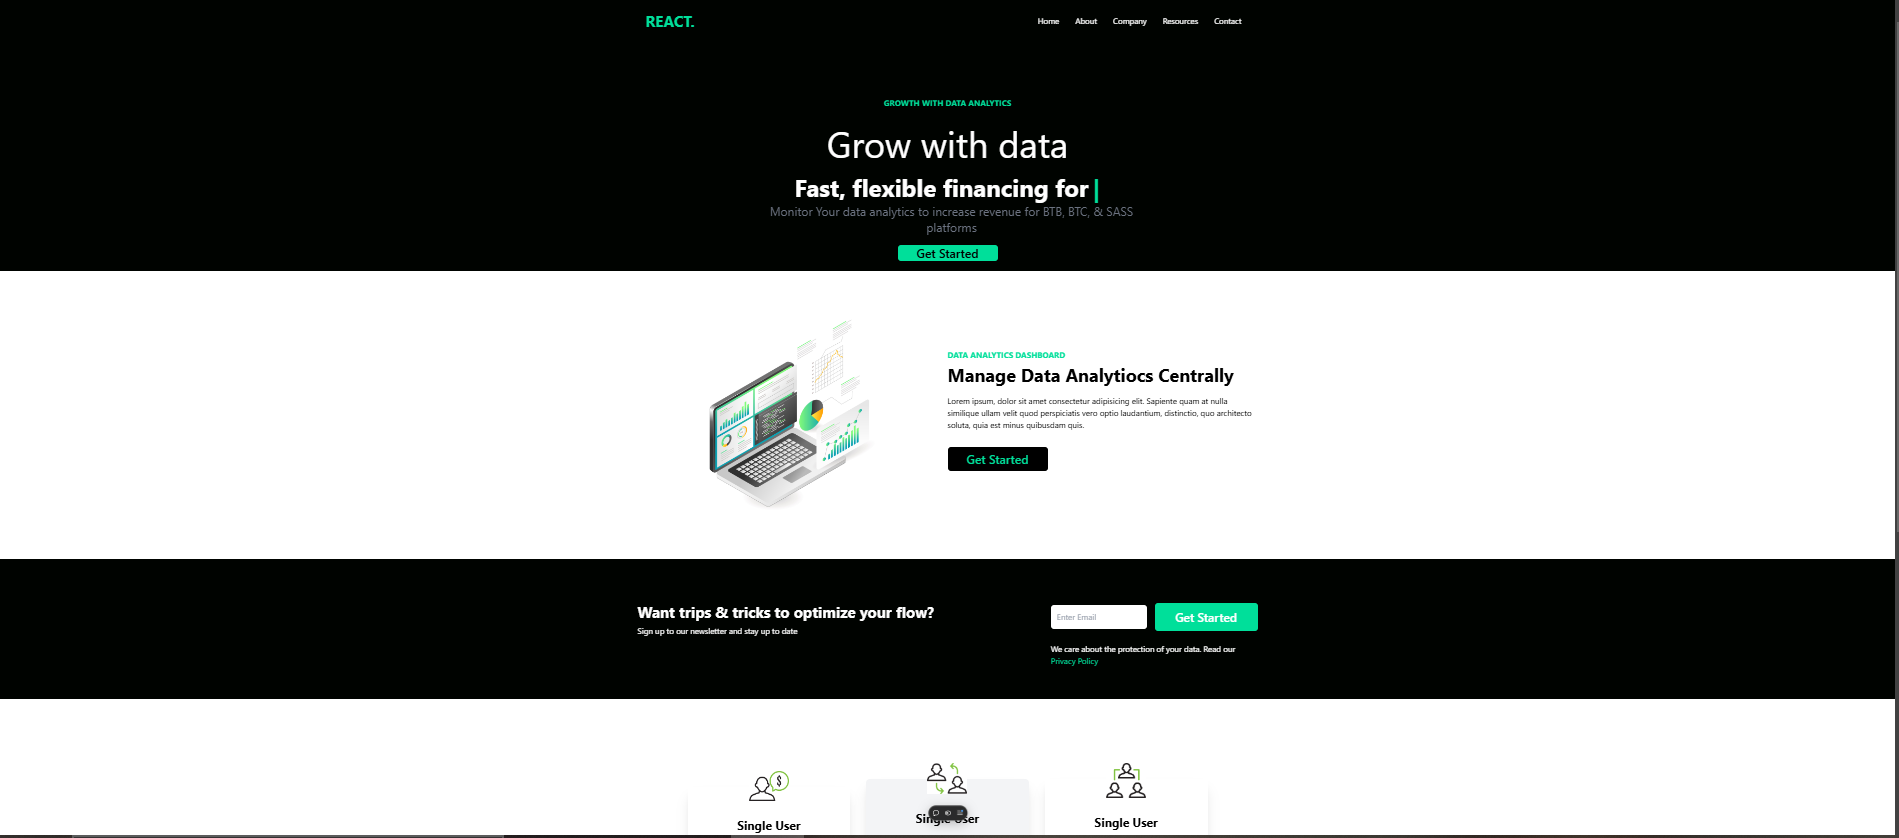 REACT.
Home About Company Resources Contact
GROWTH WITH DATA ANALYTICS
Grow with data
Fast, flexible financing for |
Monitor Your data analytics to increase revenue for BTB, BTC, & SASS
platforms
Get Started
DATA ANALYTICS DASHBOARD
Manage Data Analytiocs Centrally
Lorem ipsum, dolor sit amet consectetur adipisicing elit. Sapiente quam at nulla
similique ullam velit quod perspiciatis vero optio laudantium, distinctio, quo architecto
soluta, quia est minus quibusdam quis.
Get Started
Want trips & tricks to optimize your flow?
Sign up to our newsletter and stay up to date
Enter Email
Get Started
We care about the protection of your data. Read our
Privacy Policy
Single User
Single User
Single User